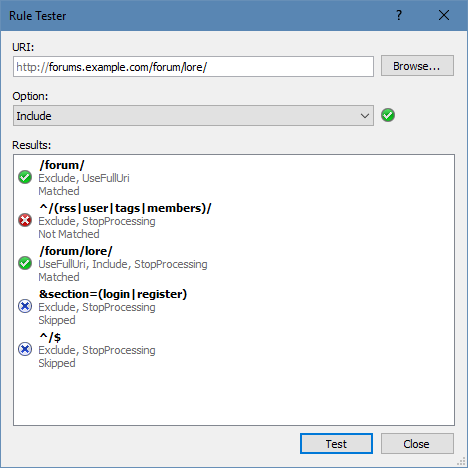 Rule Tester
?
URI:
http://forums.example.com/forum/lore/
Browse...
Option:
Include
Results:
/forum/
Exclude, UseFullUri
Matched
^/(rss|user|tags|members)/
Exclude, StopProcessing
Not Matched
/forum/lore/
UseFullUri, Include, StopProcessing
Matched
&section=(login|register)
Exclude, StopProcessing
Skipped
^/$
Exclude, StopProcessing
Skipped
Test
Close